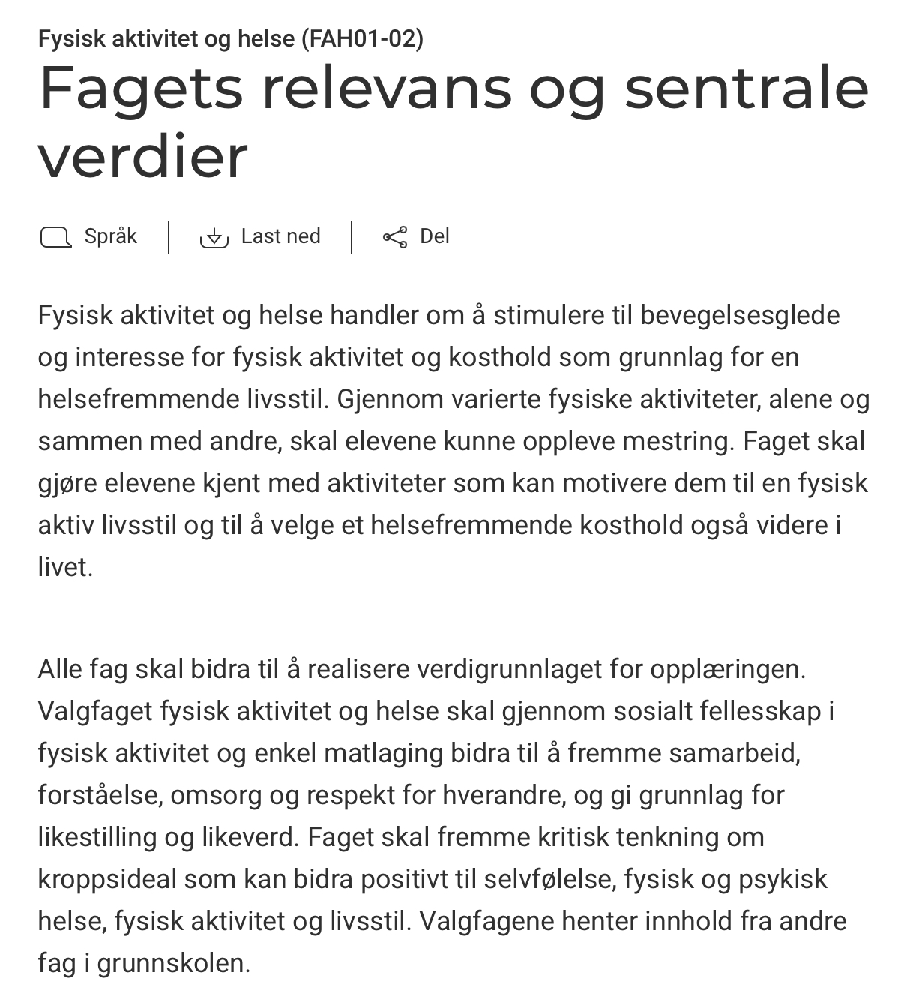 Fysisk aktivitet og helse (FAH01-02)
Fagets relevans og sentrale
verdier
Språk
Last ned
Del
Fysisk aktivitet og helse handler om å stimulere til bevegelsesglede
og interesse for fysisk aktivitet og kosthold som grunnlag for en
helsefremmende livsstil. Gjennom varierte fysiske aktiviteter, alene og
sammen med andre, skal elevene kunne oppleve mestring. Faget skal
gjøre elevene kjent med aktiviteter som kan motivere dem til en fysisk
aktiv livsstil og til å velge et helsefremmende kosthold også videre i
livet.
Alle fag skal bidra til å realisere verdigrunnlaget for opplæringen.
Valgfaget fysisk aktivitet og helse skal gjennom sosialt fellesskap i
fysisk aktivitet og enkel matlaging bidra til å fremme samarbeid,
forståelse, omsorg og respekt for hverandre, og gi grunnlag for
likestilling og likeverd. Faget skal fremme kritisk tenkning om
kroppsideal som kan bidra positivt til selvfølelse, fysisk og psykisk
helse, fysisk aktivitet og livsstil. Valgfagene henter innhold fra andre
fag i grunnskolen.